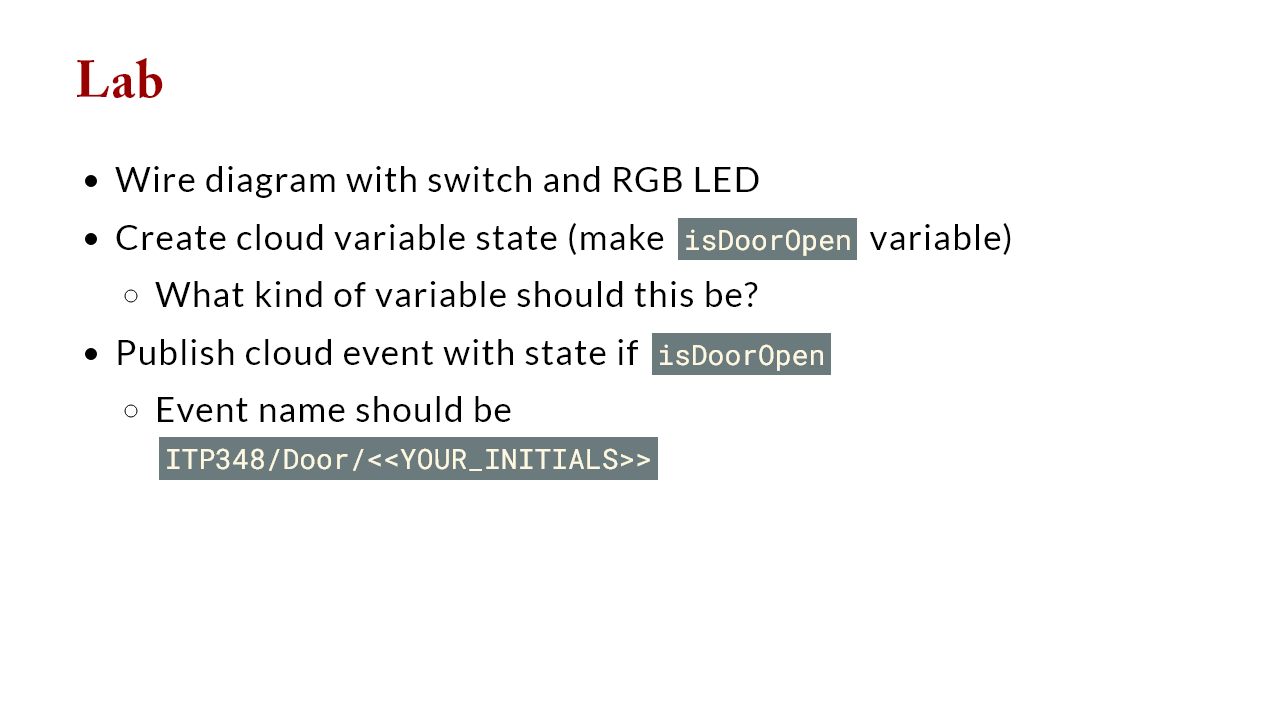 Lab
• Wire diagram with switch and RGB LED
• Create cloud variable state (make isDoorOpen variable)
○ What kind of variable should this be?
• Publish cloud event with state if isDoorOpen
○ Event name should be
ITP348/Door/<<YOUR_INITIALS>>